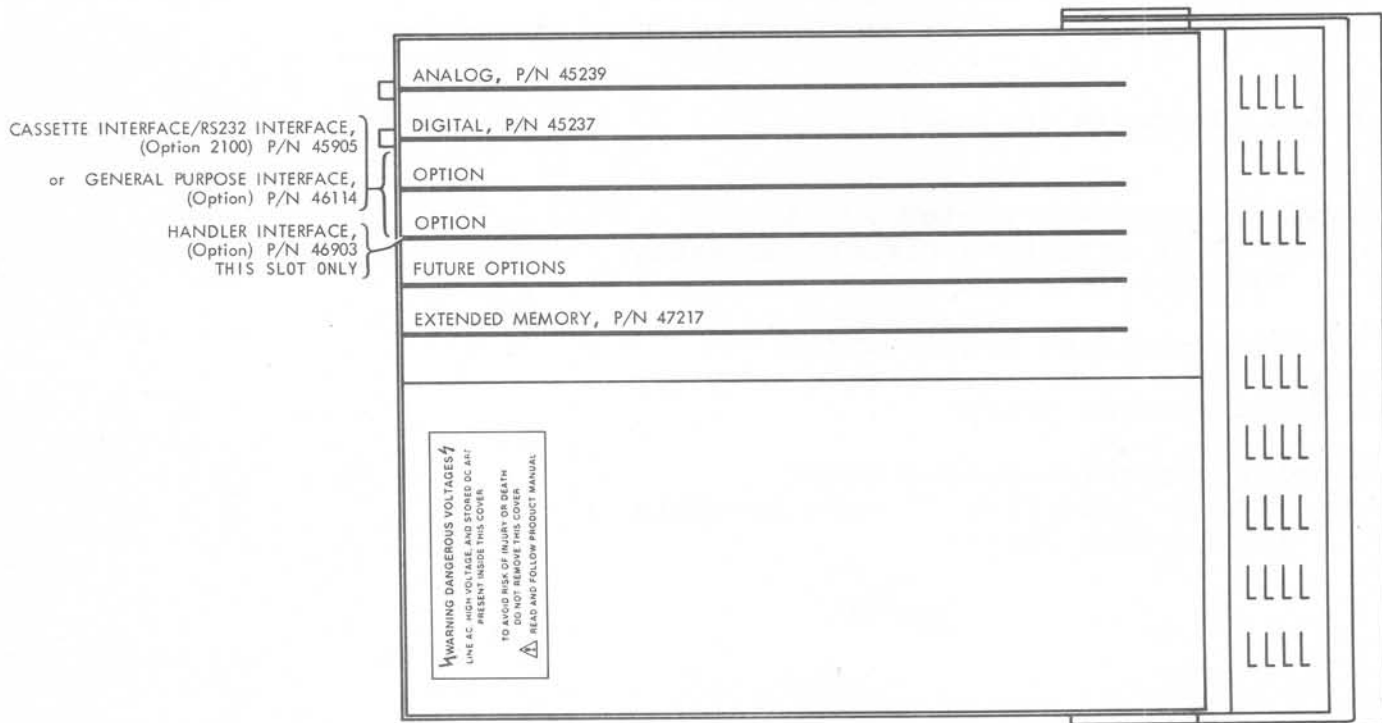 ANALOG, P/N 45239
CASSETTE INTERFACE/RS232 INTERFACE,
(Option 2100) P/N 45905
DIGITAL, P/N 45237
or GENERAL PURPOSE INTERFACE,
(Option) P/N 46114
OPTION
HANDLER INTERFACE,
(Option) P/N 46903
THIS SLOT ONLY
OPTION
FUTURE OPTIONS
EXTENDED MEMORY, P/N 47217
WARNING DANGEROUS VOLTAGES
LINE AC, HIGH VOLTAGE, AND STORED DC ARE
PRESENT INSIDE THIS COVER
TO AVOID RISK OF INJURY OR DEATH
DO NOT REMOVE THIS COVER
READ AND FOLLOW PRODUCT MANUAL